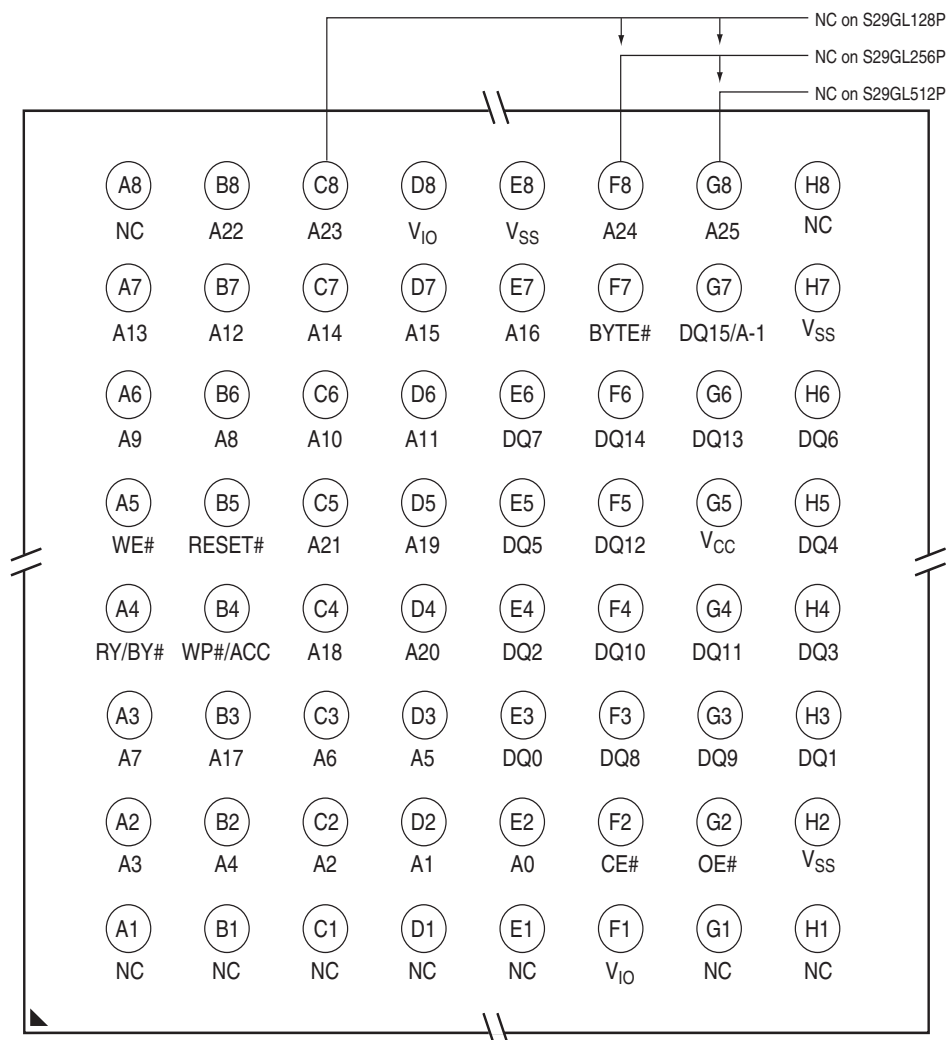 NC on S29GL128P
NC on S29GL256P
NC on S29GL512P
A8 B8 C8 D8 E8 F8 G8 H8
NC A22 A23 VIO VSS A24 A25 NC
A7 B7 C7 D7 E7 F7 G7 H7
A13 A12 A14 A15 A16 BYTE# DQ15/A-1 VSS
A6 B6 C6 D6 E6 F6 G6 H6
A9 A8 A10 A11 DQ7 DQ14 DQ13 DQ6
A5 B5 C5 D5 E5 F5 G5 H5
WE# RESET# A21 A19 DQ5 DQ12 VCC DQ4
A4 B4 C4 D4 E4 F4 G4 H4
RY/BY# WP#/ACC A18 A20 DQ2 DQ10 DQ11 DQ3
A3 B3 C3 D3 E3 F3 G3 H3
A7 A17 A6 A5 DQ0 DQ8 DQ9 DQ1
A2 B2 C2 D2 E2 F2 G2 H2
A3 A4 A2 A1 A0 CE# OE# VSS
A1 B1 C1 D1 E1 F1 G1 H1
NC NC NC NC NC VIO NC NC